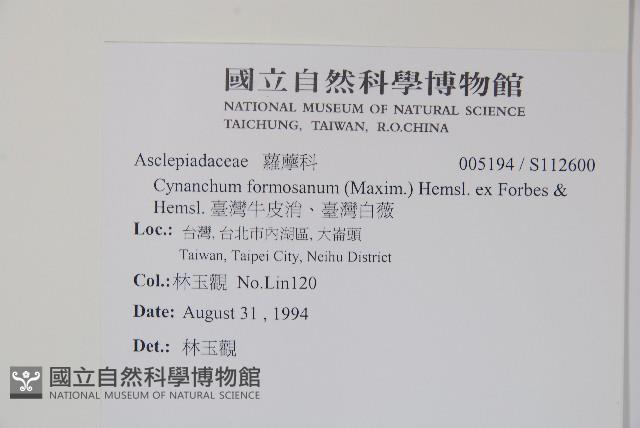 國立自然科學博物館
NATIONAL MUSEUM OF NATURAL SCIENCE
TAICHUNG, TAIWAN, R.O.CHINA
Asclepiadaceae 蘿藦科 005194 / S112600
Cynanchum formosanum (Maxim.) Hemsl. ex Forbes &
Hemsl. 臺灣牛皮消、臺灣白薇
Loc.: 台灣, 台北市內湖區, 大崙頭
Taiwan, Taipei City, Neihu District
Col.:林玉觀 No.Lin120
Date: August 31 , 1994
Det.: 林玉觀
國立自然科學博物館
NATIONAL MUSEUM OF NATURAL SCIENCE